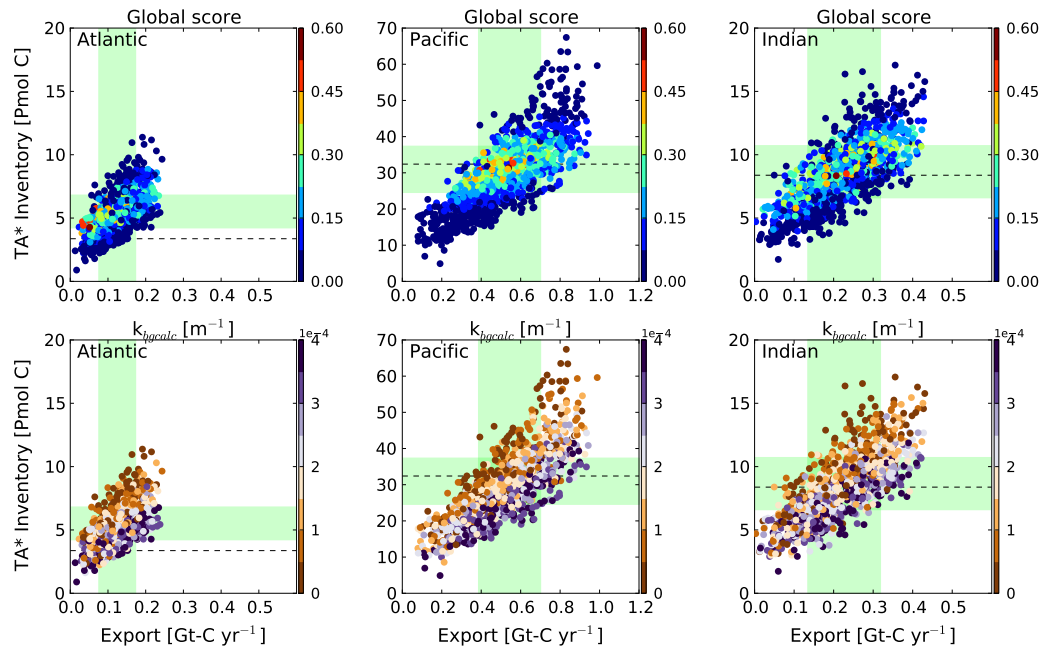 Global score Global score Global score
20 Atlantic 0.60 70 Pacific 0.60 20 Indian 0.60
60
15 0.45 50 0.45 15 0.45
40
10 0.30 0.30 10 0.30
30
5 0.15 20 0.15 5 0.15
10
0 0.00 0 0.00 0 0.00
TA* Inventory [Pmol C]
0.0 0.1 0.2 0.3 0.4 0.5 0.0 0.2 0.4 0.6 0.8 1.0 1.2 0.0 0.1 0.2 0.3 0.4 0.5
k_bgcalc [m⁻¹] k_bgcalc [m⁻¹] k_bgcalc [m⁻¹]
1e−4 1e−4 1e−4
20 Atlantic 4 70 Pacific 4 20 Indian 4
60
15 3 50 3 15 3
40
10 2 2 10 2
30
5 1 20 1 5 1
10
0 0 0 0 0 0
TA* Inventory [Pmol C]
0.0 0.1 0.2 0.3 0.4 0.5 0.0 0.2 0.4 0.6 0.8 1.0 1.2 0.0 0.1 0.2 0.3 0.4 0.5
Export [Gt-C yr⁻¹] Export [Gt-C yr⁻¹] Export [Gt-C yr⁻¹]